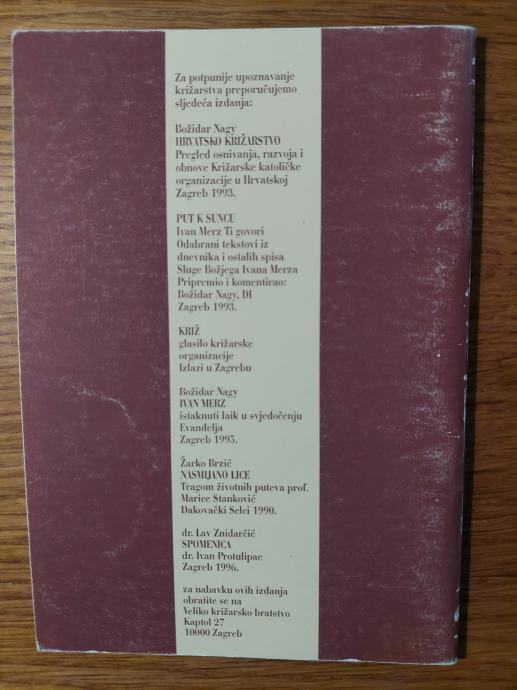 Za potpunije upoznavanje
križarstva preporučujemo
sljedeća izdanja:
Božidar Nagy
HRVATSKO KRIŽARSTVO
Pregled osnivanja, razvoja i
obnove Križarske katoličke
organizacije u Hrvatskoj
Zagreb 1993.
PUT K SUNCU
Ivan Merz Ti govori
Odabrani tekstovi iz
dnevnika i ostalih spisa
Sluge Božjega Ivana Merza
Pripremio i komentirao:
Božidar Nagy, DI
Zagreb 1993.
KRIŽ
glasilo križarske
organizacije
Izlazi u Zagrebu
Božidar Nagy
IVAN MERZ
istaknuti laik u svjedočenju
Evanđelja
Zagreb 1995.
Žarko Brzić
NASMIJANO LICE
Tragom životnih puteva prof.
Marice Stanković
Đakovački Selci 1990.
dr. Lav Znidarčić
SPOMENICA
dr. Ivan Protulipac
Zagreb 1996.
za nabavku ovih izdanja
obratite se na
Veliko križarsko bratstvo
Kaptol 27
10000 Zagreb